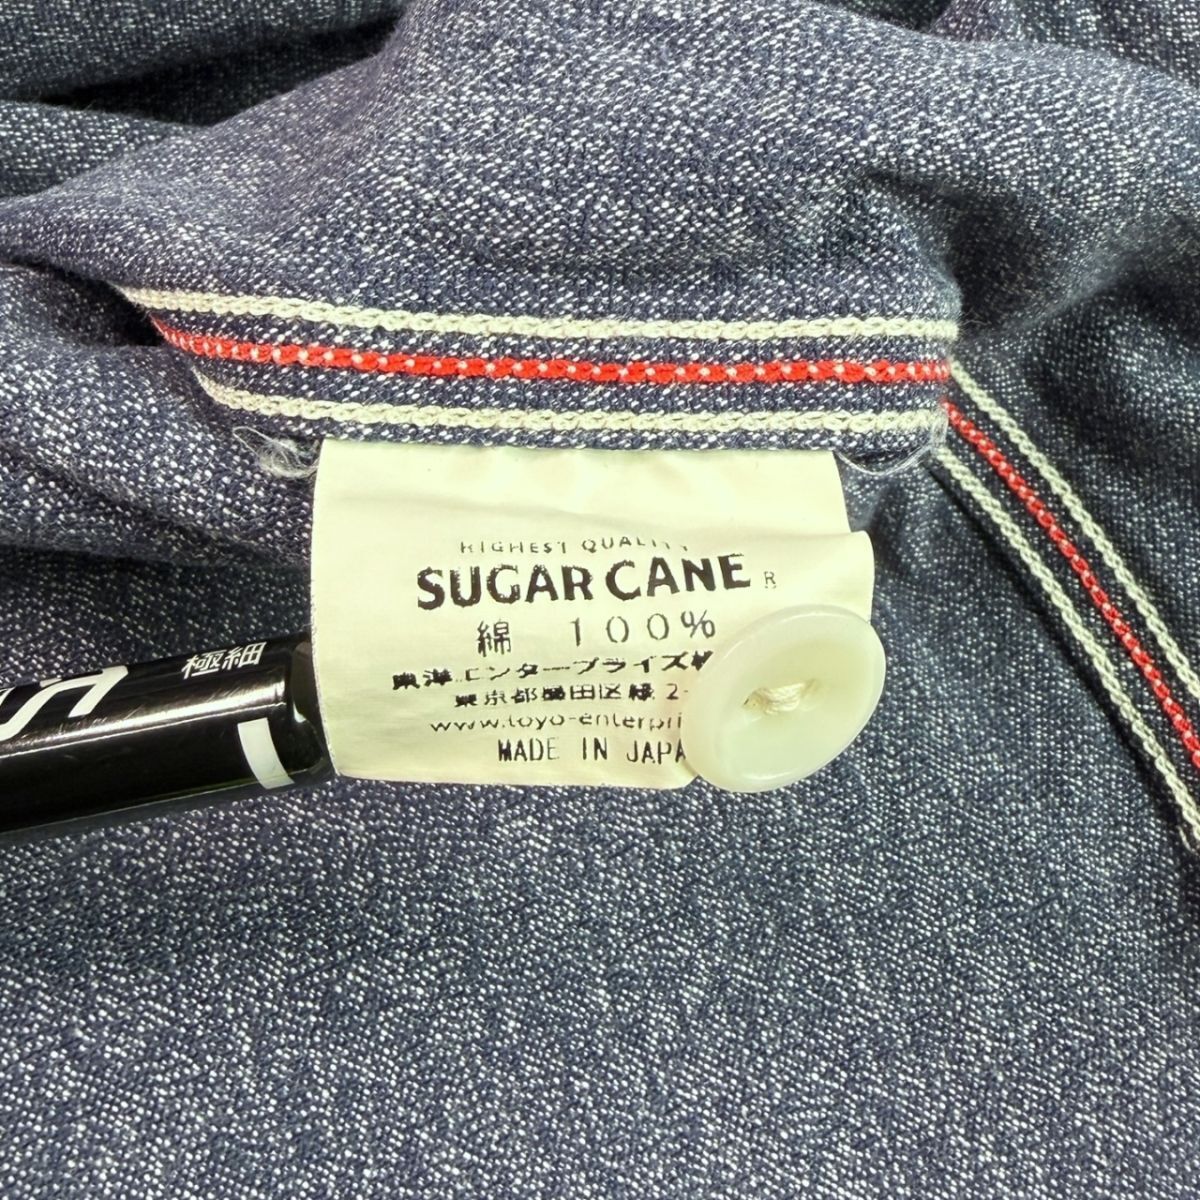 HIGHEST QUALITY
SUGAR CANE R
綿 100%
東洋エンタープライズ
東京都墨田区緑 2-
www.toyo-enterpri
MADE IN JAPA
極細